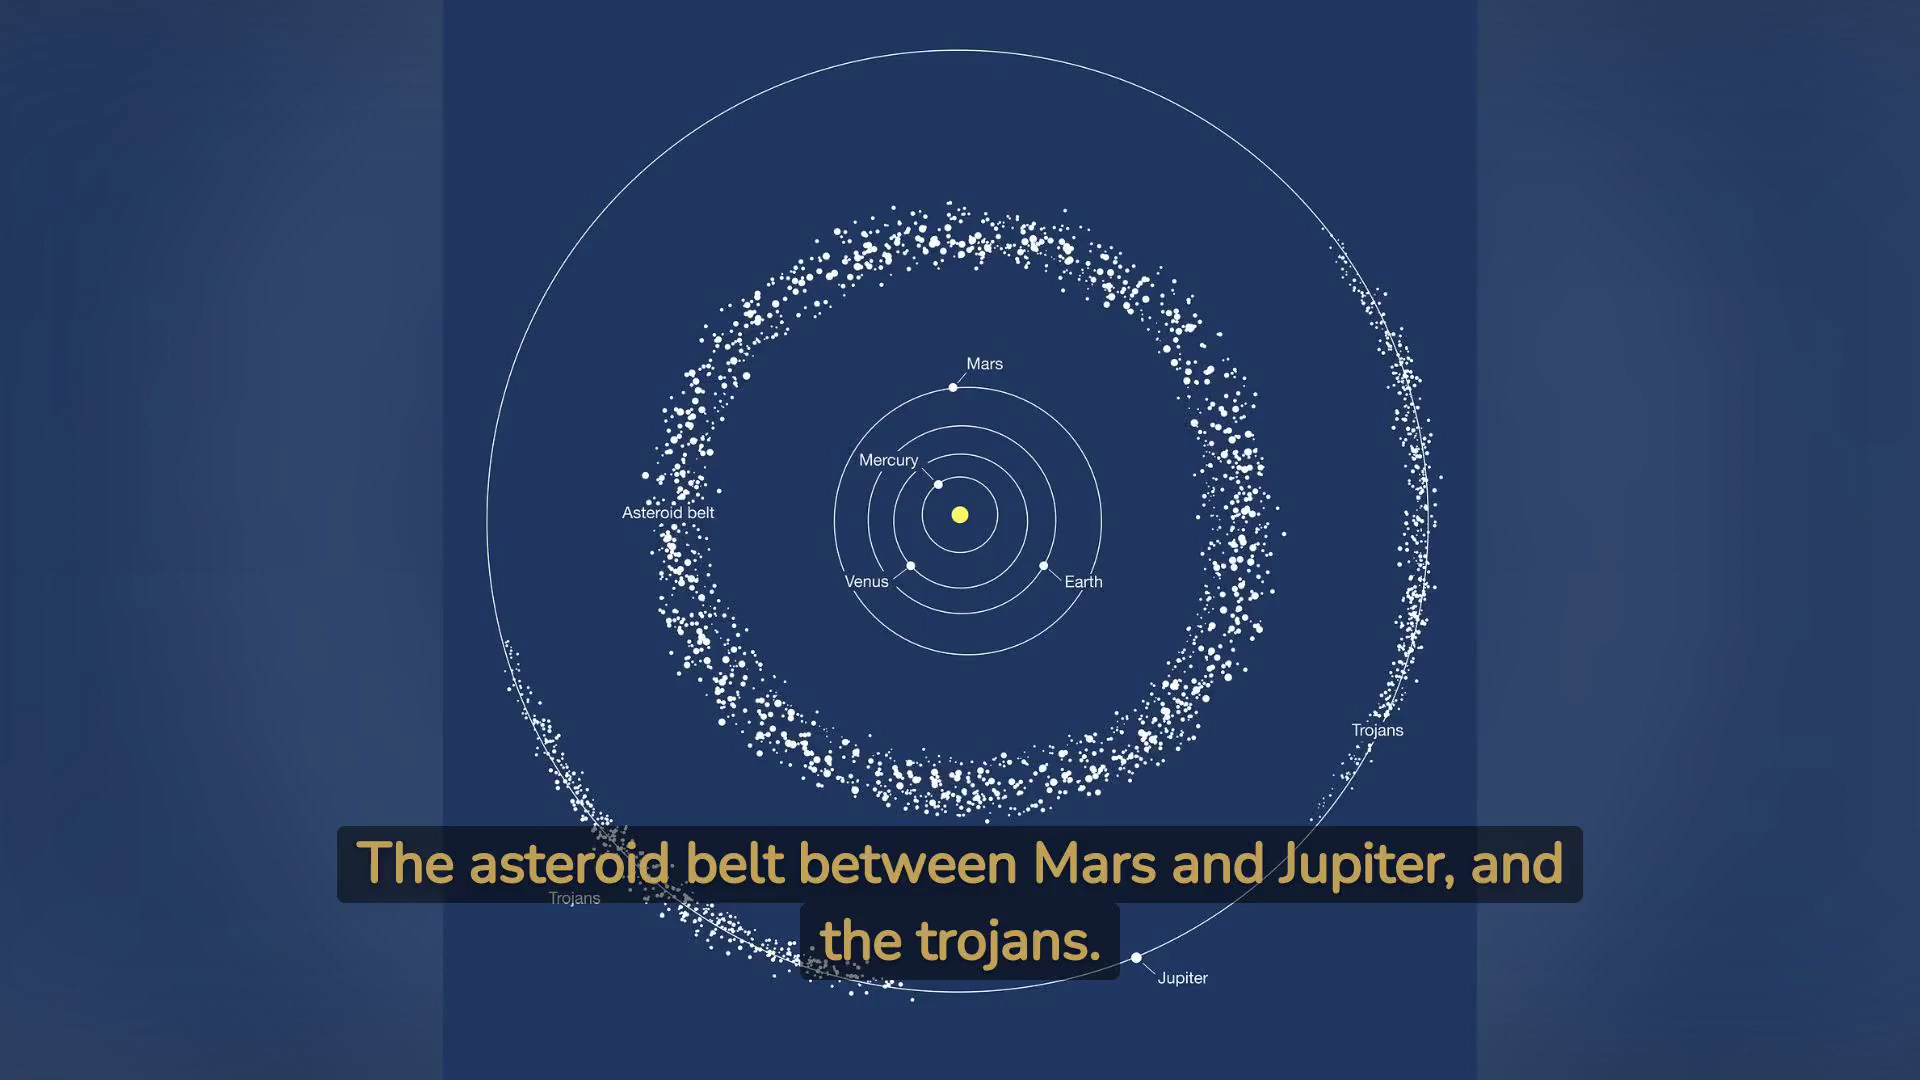 Mars
Mercury
Asteroid belt
Venus
Earth
Trojans
The asteroid belt between Mars and Jupiter, and
Trojans
the trojans.
Jupiter